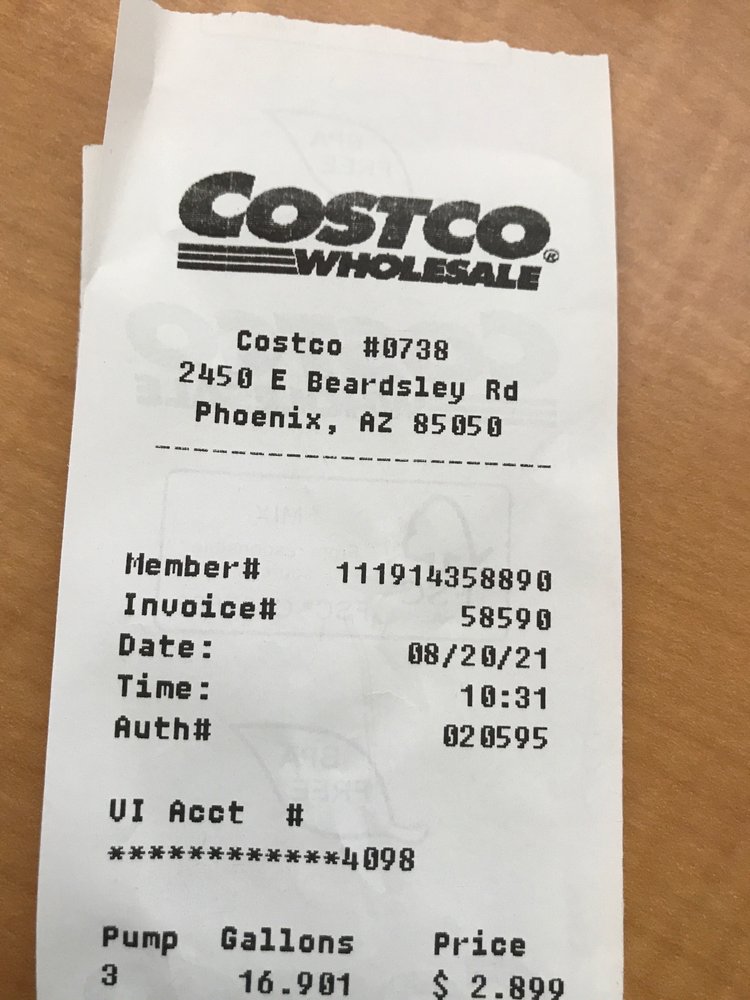 COSTCO®
WHOLESALE
Costco #0738
2450 E Beardsley Rd
Phoenix, AZ 85050
--------------------
Member# 111914358890
Invoice# 58590
Date: 08/20/21
Time: 10:31
Auth# 020595
VI Acct #
************4098
Pump Gallons Price
3 16.901 $ 2.899